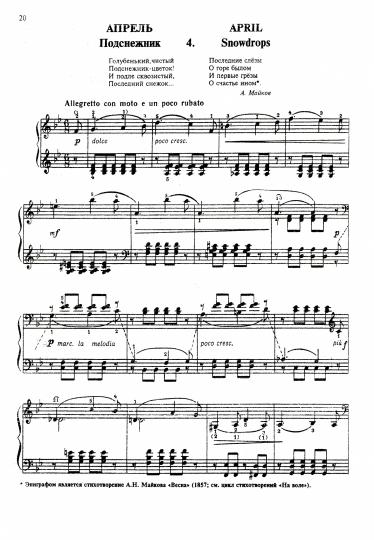 20
АПРЕЛЬ APRIL
Подснежник 4. Snowdrops
Голубенький, чистый
Подснежник-цветок!
И подле сквозистый,
Последний снежок...
Последние слёзы
О горе былом
И первые грёзы
О счастье ином*.
А. Майков
Allegretto con moto e un poco rubato
p dolce poco cresc.
mf p
p marc. la melodia poco cresc. più f
* Эпиграфом является стихотворение А.Н. Майкова «Весна» (1857; см. цикл стихотворений «На воле»).